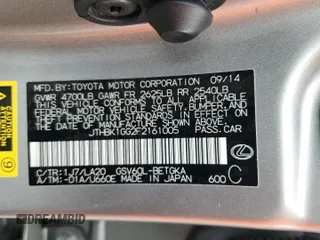 MFD. BY: TOYOTA MOTOR CORPORATION 09/14
GVWR 4700LB GAWR FR 2625LB RR 2540LB
THIS VEHICLE CONFORMS TO ALL APPLICABLE
FEDERAL MOTOR VEHICLE SAFETY, BUMPER, AND
THEFT PREVENTION STANDARDS IN EFFECT ON
THE DATE OF MANUFACTURE SHOWN ABOVE.
JTHBK1GG2F2161005 PASS. CAR
C/TR: 1J7/LA20 GSV60L-BETGKA
A/TM: -01A/U660E MADE IN JAPAN 600 C
DREAMBID